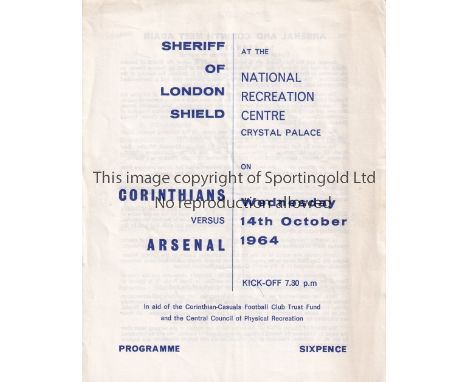 SHERIFF
OF
LONDON
SHIELD
AT THE
NATIONAL
RECREATION
CENTRE
CRYSTAL PALACE
ON
This image copyright of Sportingold Ltd
No reproduction allowed
CORINTHIANS
VERSUS
ARSENAL
Wednesday
14th October
1964
KICK-OFF 7.30 p.m
In aid of the Corinthian-Casuals Football Club Trust Fund
and the Central Council of Physical Recreation
PROGRAMME
SIXPENCE